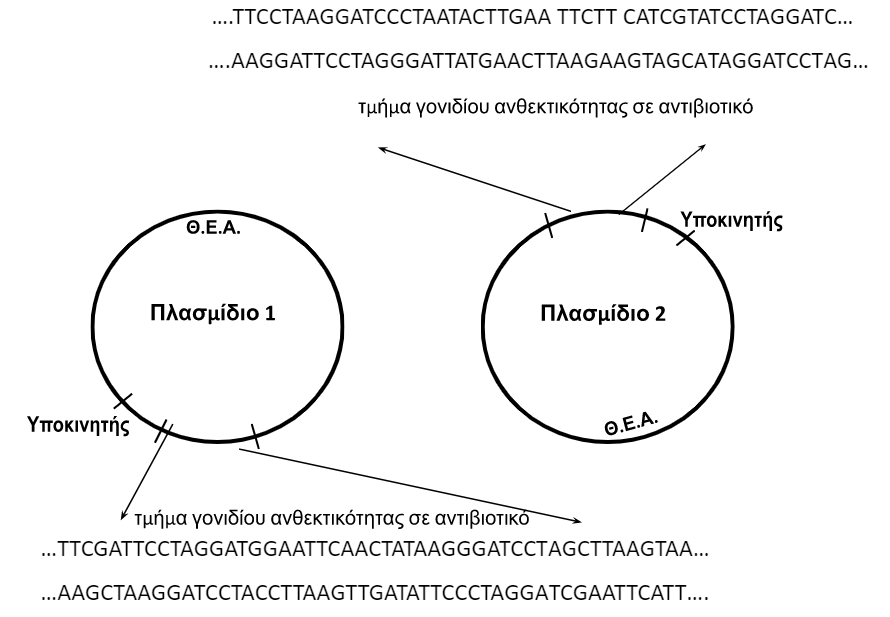 ....TTCCTAAGGATCCCTAATACTTGAA TTCTT CATCGTATCCTAGGATC...
....AAGGATTCCTAGGGATTATGAACTTAAGAAGTAGCATAGGATCCTAG...
τμήμα γονιδίου ανθεκτικότητας σε αντιβιοτικό
Θ.Ε.Α.
Υποκινητής
Πλασμίδιο 1
Πλασμίδιο 2
Υποκινητής
Θ.Ε.Α.
τμήμα γονιδίου ανθεκτικότητας σε αντιβιοτικό
...TTCGATTCCTAGGATGGAATTCAACTATAAGGGATCCTAGCTTAAGTAA...
...AAGCTAAGGATCCTACCTTAAGTTGATATTCCCTAGGATCGAATTCATT....